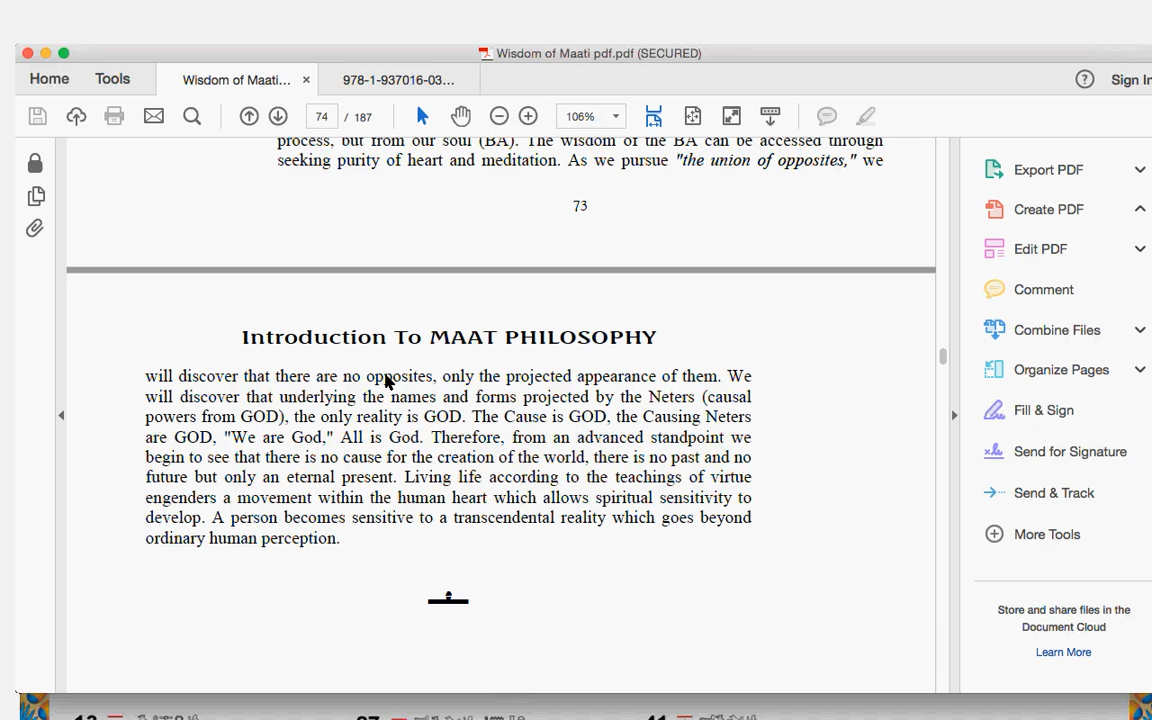 Wisdom of Maati pdf.pdf (SECURED)
Home Tools Wisdom of Maati... × 978-1-937016-03... ? Sign In
74 / 187 106%
process, but from our soul (BA). The wisdom of the BA can be accessed through
seeking purity of heart and meditation. As we pursue "the union of opposites," we
73
Introduction To MAAT PHILOSOPHY
will discover that there are no opposites, only the projected appearance of them. We
will discover that underlying the names and forms projected by the Neters (causal
powers from GOD), the only reality is GOD. The Cause is GOD, the Causing Neters
are GOD, "We are God," All is God. Therefore, from an advanced standpoint we
begin to see that there is no cause for the creation of the world, there is no past and no
future but only an eternal present. Living life according to the teachings of virtue
engenders a movement within the human heart which allows spiritual sensitivity to
develop. A person becomes sensitive to a transcendental reality which goes beyond
ordinary human perception.
Export PDF
Create PDF
Edit PDF
Comment
Combine Files
Organize Pages
Fill & Sign
Send for Signature
Send & Track
More Tools
Store and share files in the
Document Cloud
Learn More